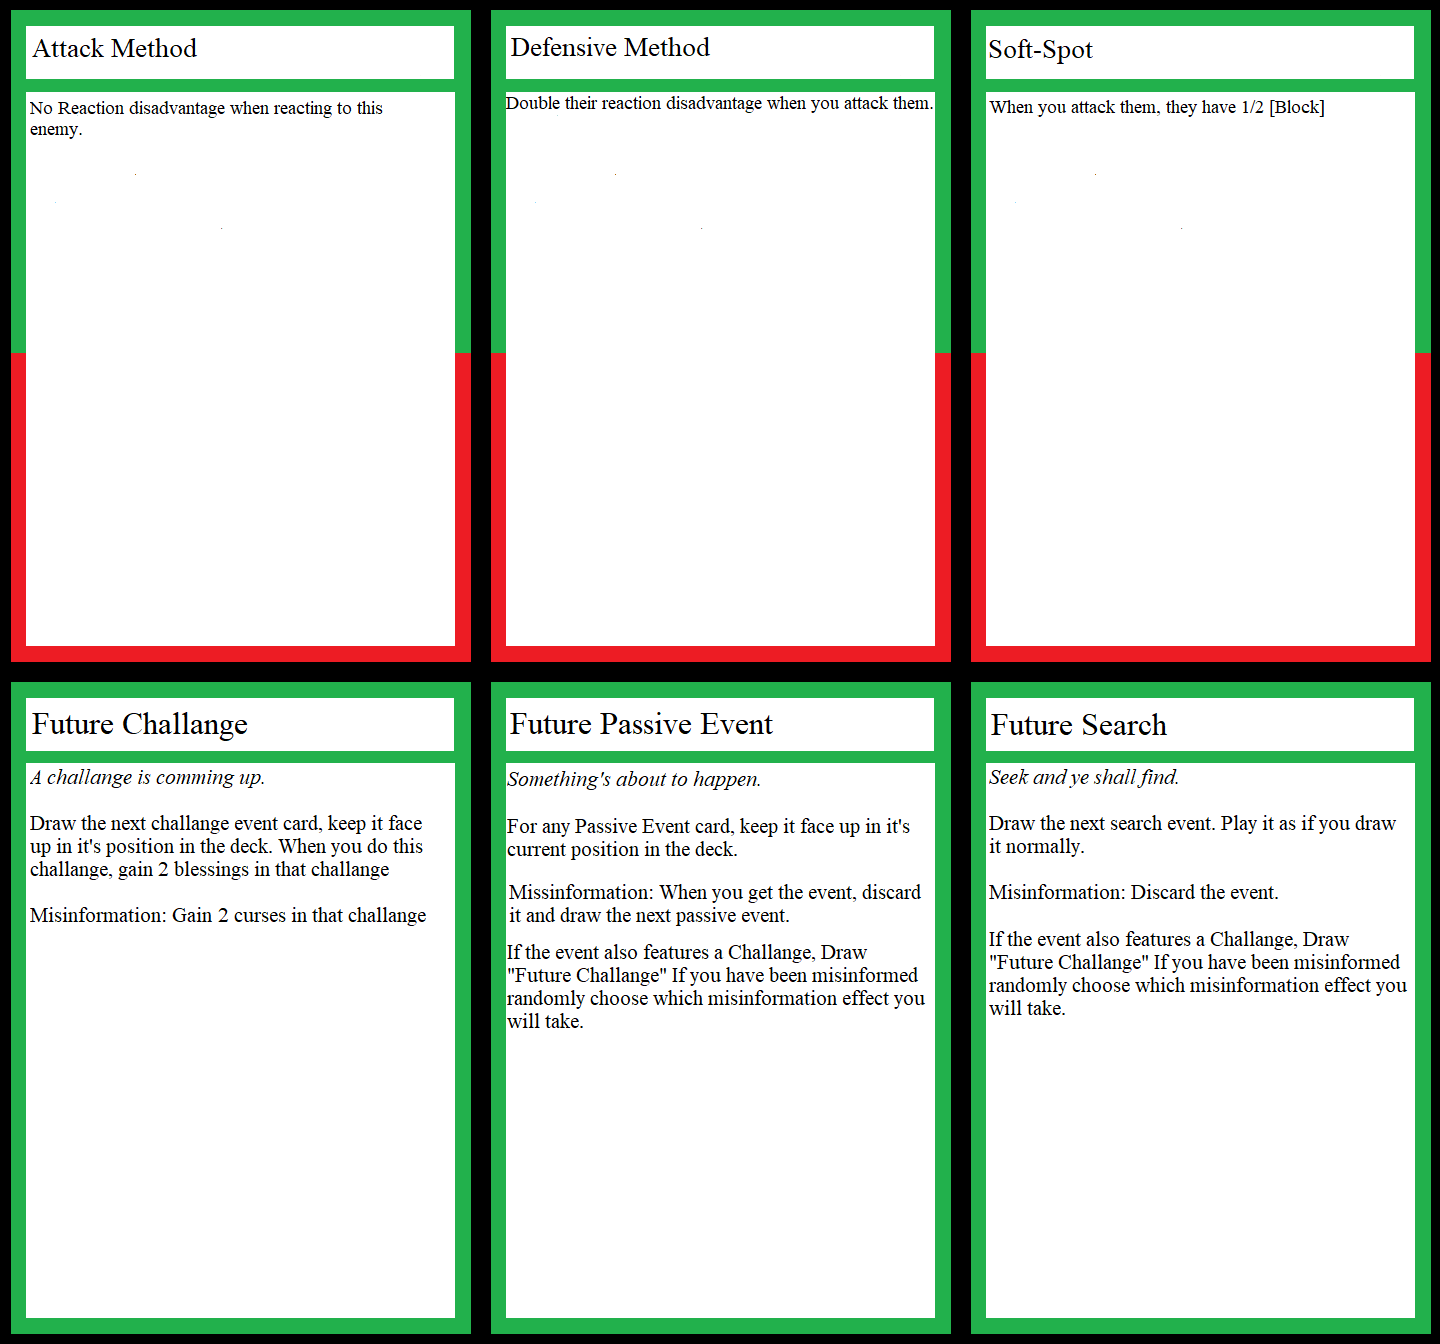 Attack Method
No Reaction disadvantage when reacting to this
enemy.
Defensive Method
Double their reaction disadvantage when you attack them.
Soft-Spot
When you attack them, they have 1/2 [Block]
Future Challange
A challange is comming up.
Draw the next challange event card, keep it face
up in it's position in the deck. When you do this
challange, gain 2 blessings in that challange
Misinformation: Gain 2 curses in that challange
Future Passive Event
Something's about to happen.
For any Passive Event card, keep it face up in it's
current position in the deck.
Missinformation: When you get the event, discard
it and draw the next passive event.
If the event also features a Challange, Draw
"Future Challange" If you have been misinformed
randomly choose which misinformation effect you
will take.
Future Search
Seek and ye shall find.
Draw the next search event. Play it as if you draw
it normally.
Misinformation: Discard the event.
If the event also features a Challange, Draw
"Future Challange" If you have been misinformed
randomly choose which misinformation effect you
will take.